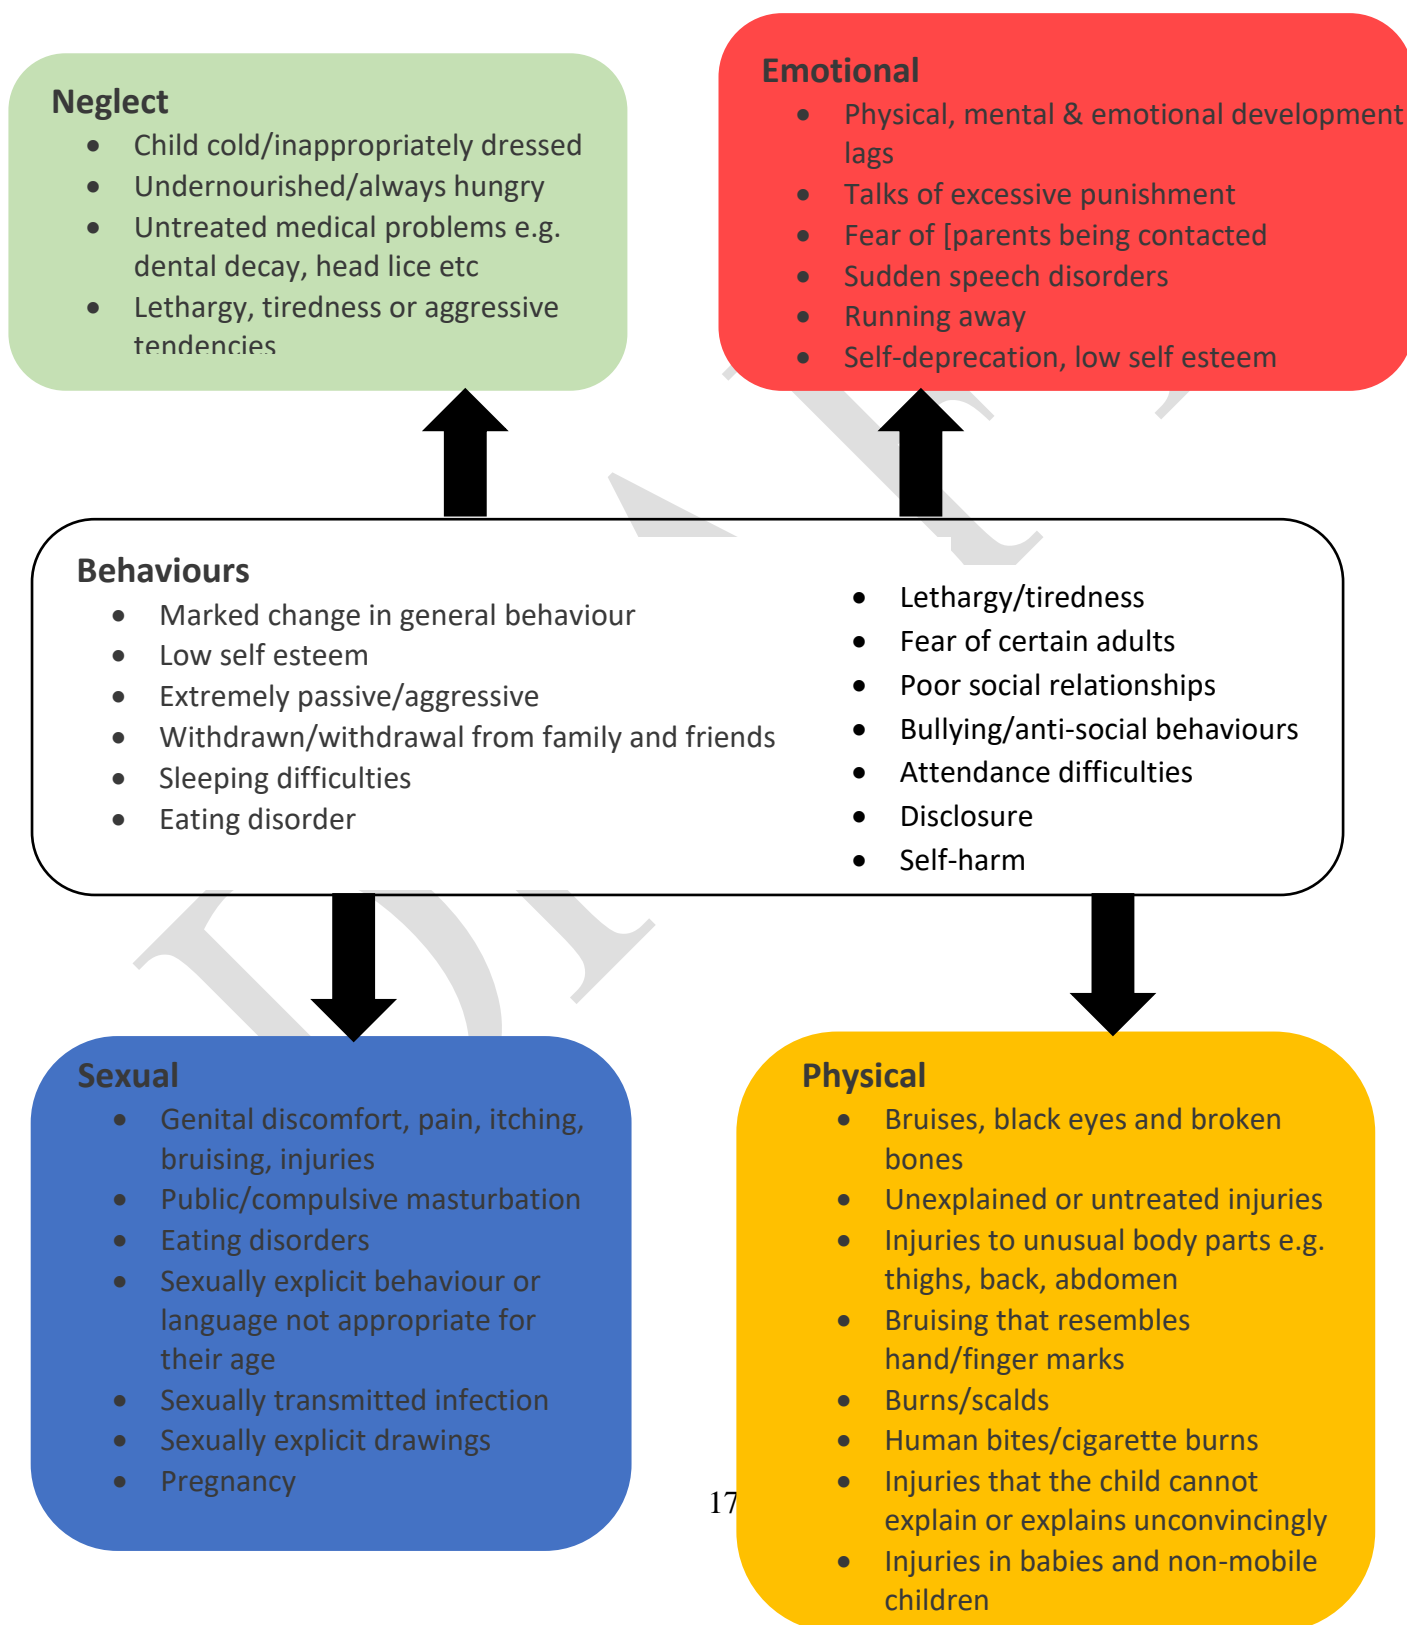 Neglect
• Child cold/inappropriately dressed
• Undernourished/always hungry
• Untreated medical problems e.g.
dental decay, head lice etc
• Lethargy, tiredness or aggressive
tendencies
Emotional
• Physical, mental & emotional development
lags
• Talks of excessive punishment
• Fear of [parents being contacted
• Sudden speech disorders
• Running away
• Self-deprecation, low self esteem
Behaviours
• Marked change in general behaviour
• Low self esteem
• Extremely passive/aggressive
• Withdrawn/withdrawal from family and friends
• Sleeping difficulties
• Eating disorder
• Lethargy/tiredness
• Fear of certain adults
• Poor social relationships
• Bullying/anti-social behaviours
• Attendance difficulties
• Disclosure
• Self-harm
Sexual
• Genital discomfort, pain, itching,
bruising, injuries
• Public/compulsive masturbation
• Eating disorders
• Sexually explicit behaviour or
language not appropriate for
their age
• Sexually transmitted infection
• Sexually explicit drawings
• Pregnancy
Physical
• Bruises, black eyes and broken
bones
• Unexplained or untreated injuries
• Injuries to unusual body parts e.g.
thighs, back, abdomen
• Bruising that resembles
hand/finger marks
• Burns/scalds
• Human bites/cigarette burns
• Injuries that the child cannot
explain or explains unconvincingly
• Injuries in babies and non-mobile
children
17